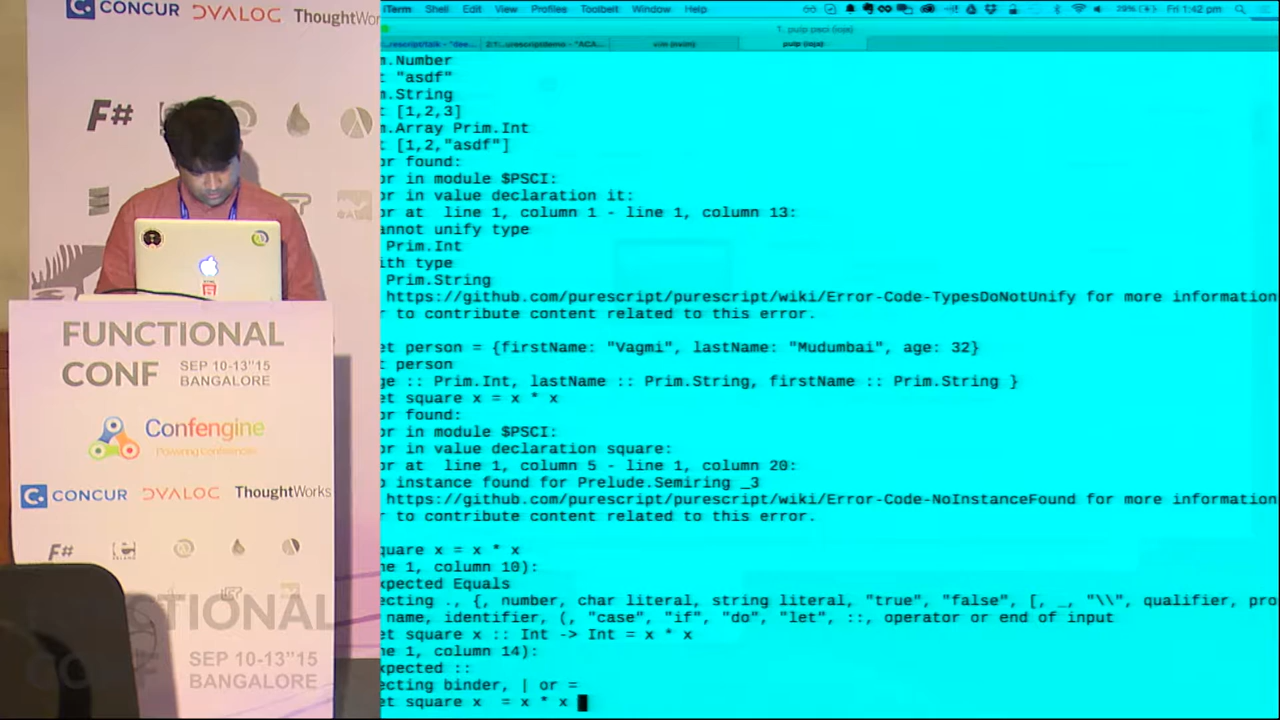 CONCUR DYALOC ThoughtWorks
F#
FUNCTIONAL
CONF SEP 10-13"15
BANGALORE
Confengine
Powering Conferences
CONCUR DYALOC ThoughtWorks
F#
SEP 10-13"15
BANGALORE
iTerm Shell Edit View Profiles Toolbelt Window Help 29% Fri 1:42 pm
1. pulp psci (ioja)
m.Number
t "asdf"
m.String
t [1,2,3]
m.Array Prim.Int
t [1,2,"asdf"]
or found:
or in module $PSCI:
or in value declaration it:
or at line 1, column 1 - line 1, column 13:
annot unify type
Prim.Int
ith type
Prim.String
https://github.com/purescript/purescript/wiki/Error-Code-TypesDoNotUnify for more information
r to contribute content related to this error.
et person = {firstName: "Vagmi", lastName: "Mudumbai", age: 32}
t person
ge :: Prim.Int, lastName :: Prim.String, firstName :: Prim.String }
et square x = x * x
or found:
or in module $PSCI:
or in value declaration square:
or at line 1, column 5 - line 1, column 20:
o instance found for Prelude.Semiring _3
https://github.com/purescript/purescript/wiki/Error-Code-NoInstanceFound for more information
r to contribute content related to this error.
quare x = x * x
ne 1, column 10):
xpected Equals
ecting ., {, number, char literal, string literal, "true", "false", [, _, "\\", qualifier, pro
name, identifier, (, "case", "if", "do", "let", ::, operator or end of input
et square x :: Int -> Int = x * x
ne 1, column 14):
xpected ::
ecting binder, | or =
et square x = x * x